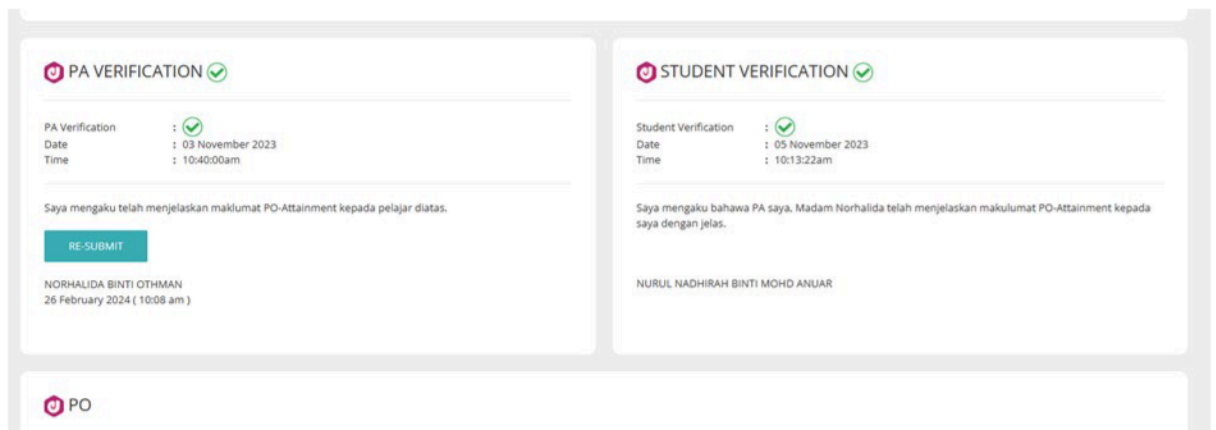 PA VERIFICATION
PA Verification :
Date : 03 November 2023
Time : 10:40:00am
Saya mengaku telah menjelaskan maklumat PO-Attainment kepada pelajar diatas.
RE-SUBMIT
NORHALIDA BINTI OTHMAN
26 February 2024 ( 10:08 am )
STUDENT VERIFICATION
Student Verification :
Date : 05 November 2023
Time : 10:13:22am
Saya mengaku bahawa PA saya, Madam Norhalida telah menjelaskan makulumat PO-Attainment kepada
saya dengan jelas.
NURUL NADHIRAH BINTI MOHD ANUAR
PO